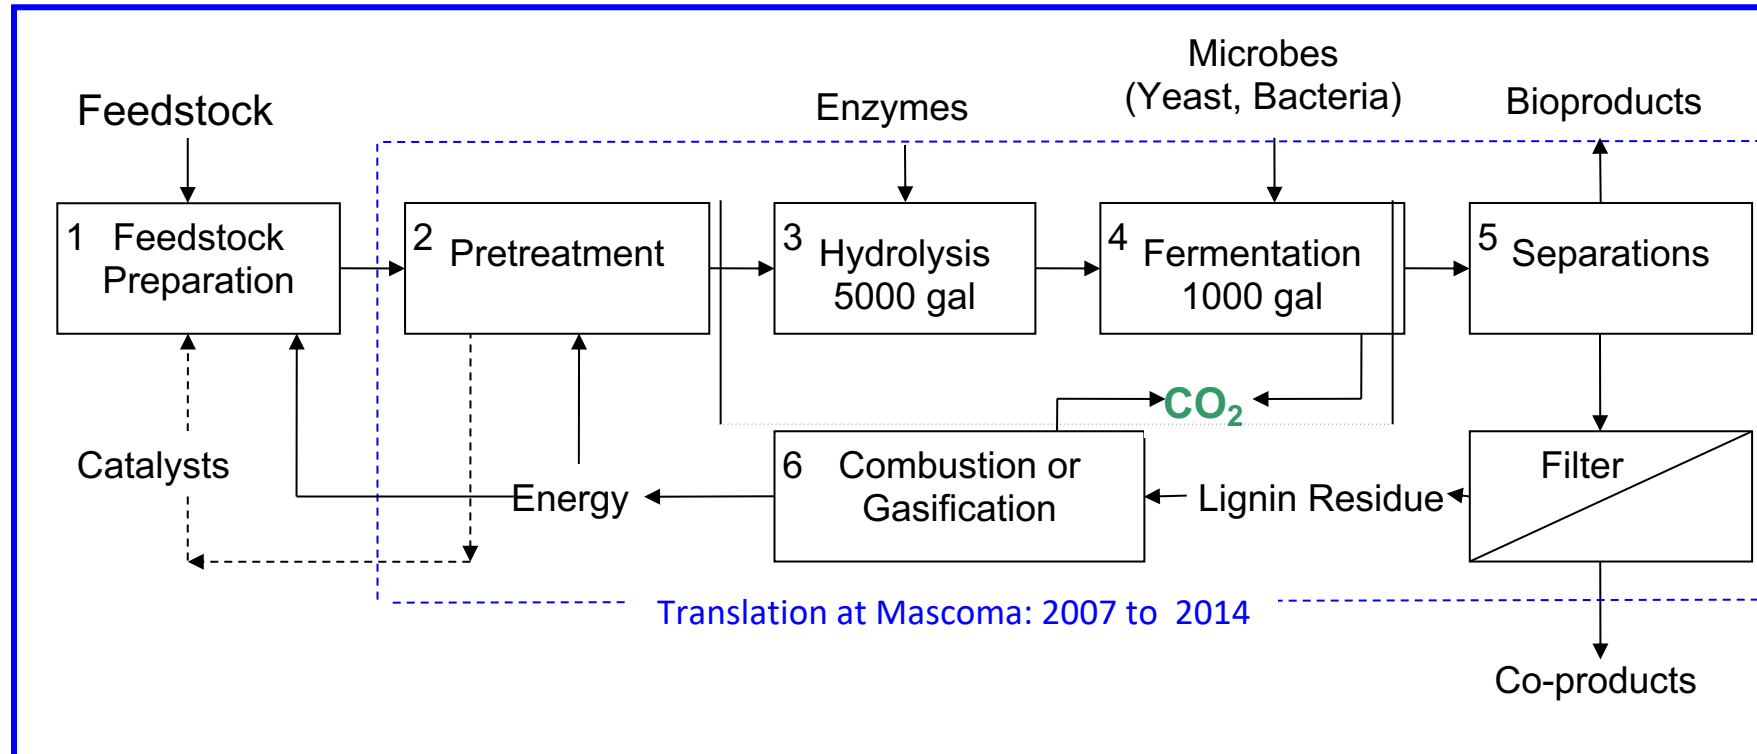 Microbes
(Yeast, Bacteria)
Feedstock
Enzymes
Bioproducts
1 Feedstock
Preparation
2 Pretreatment
3 Hydrolysis
5000 gal
4 Fermentation
1000 gal
5 Separations
CO₂
Catalysts
Energy
6 Combustion or
Gasification
Lignin Residue
Filter
Translation at Mascoma: 2007 to 2014
Co-products